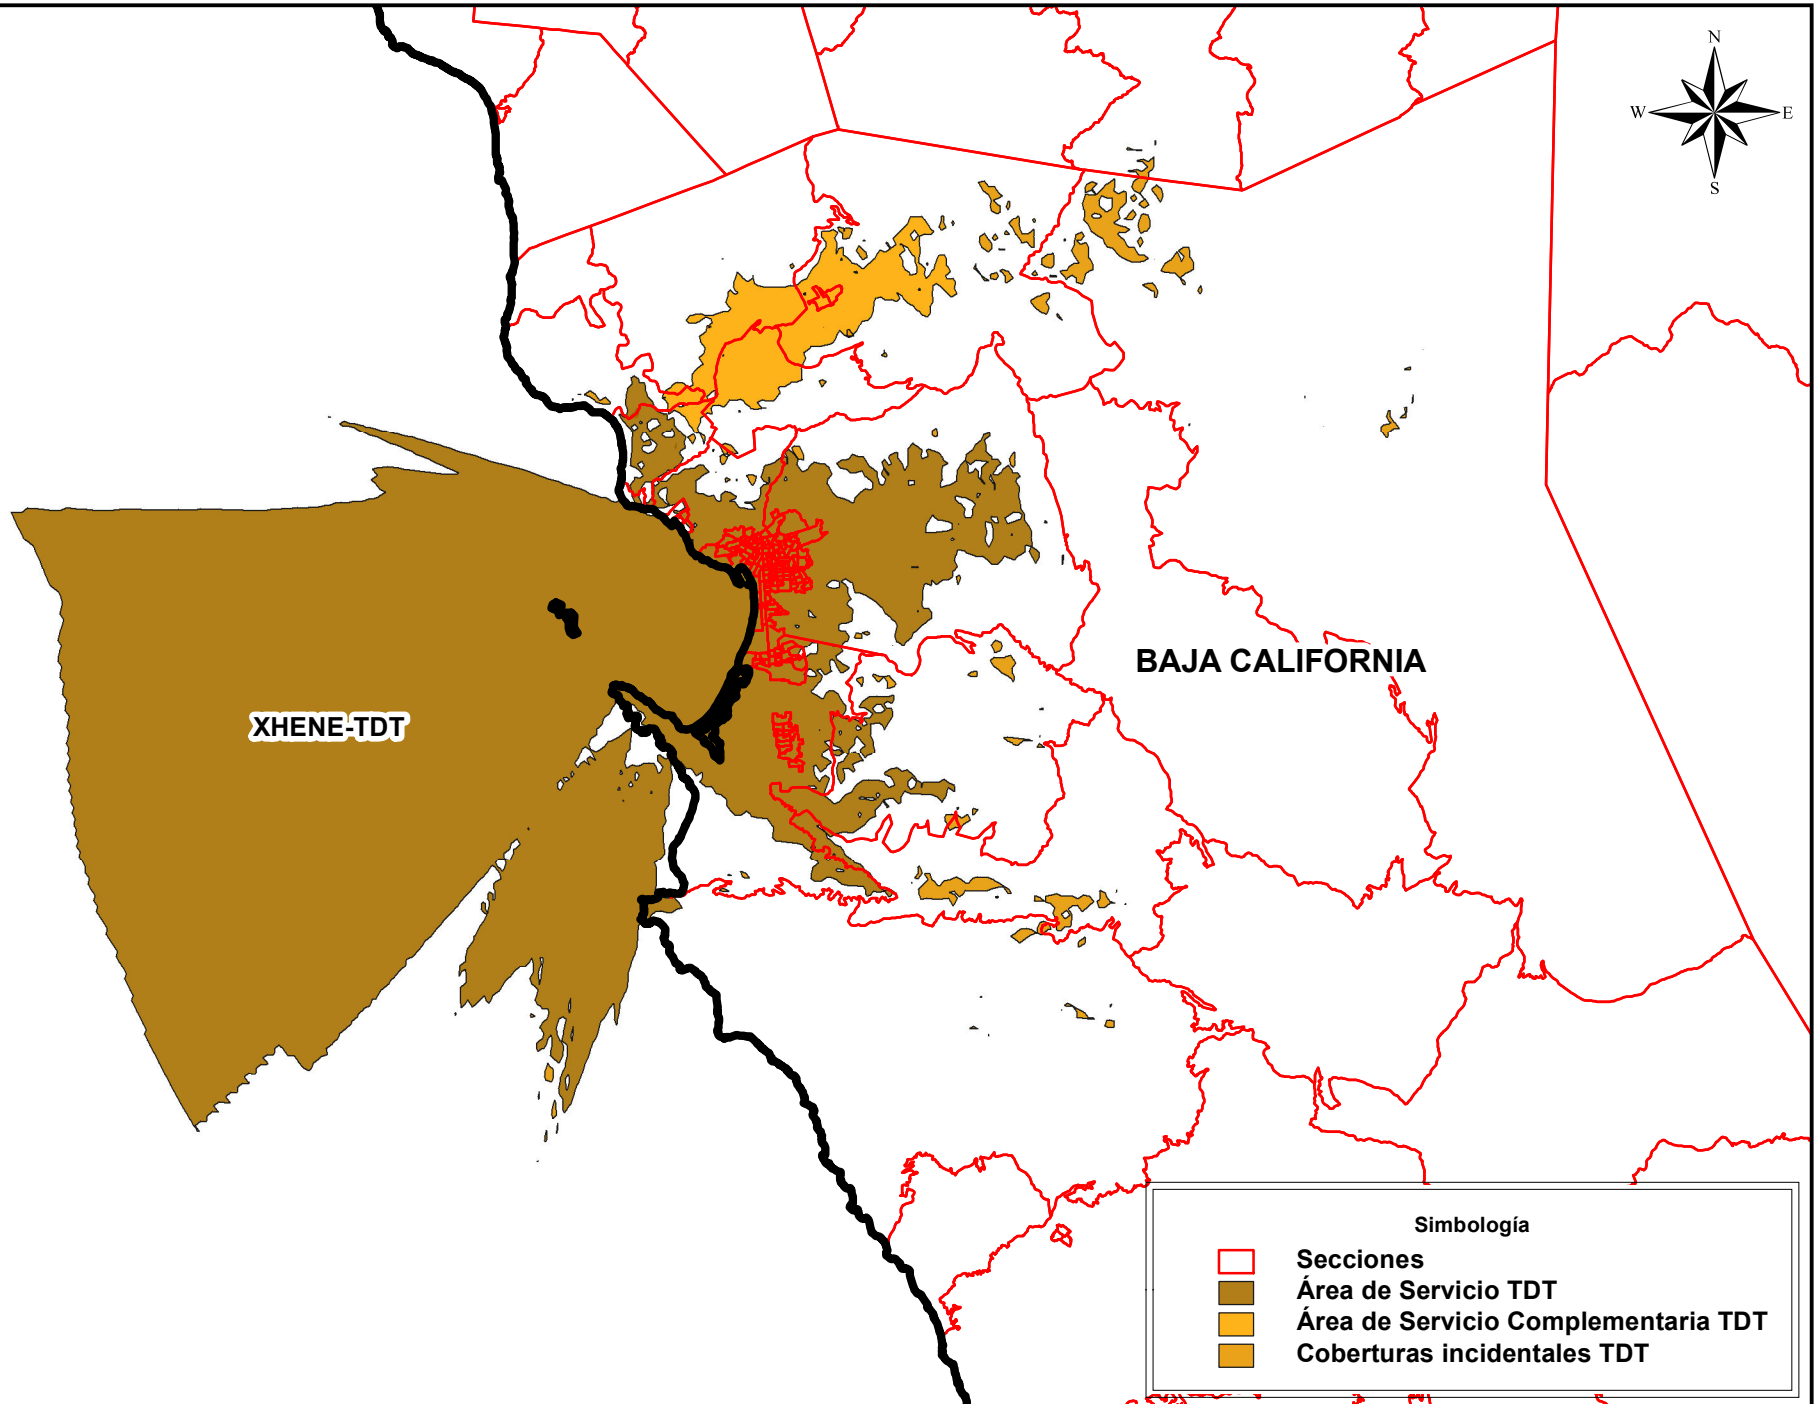 N
W E
S
BAJA CALIFORNIA
XHENE-TDT
Simbología
Secciones
Área de Servicio TDT
Área de Servicio Complementaria TDT
Coberturas incidentales TDT